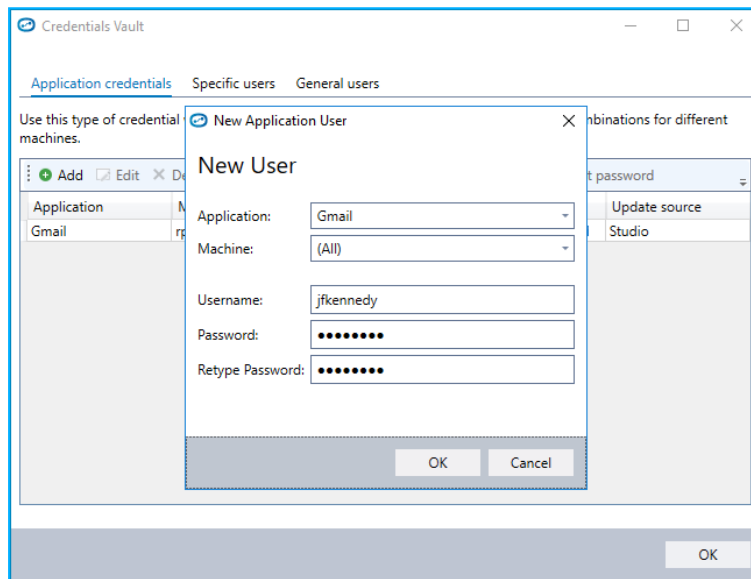 Credentials Vault
Application credentials Specific users General users
Use this type of credential
machines.
nbinations for different
Add Edit
t password
Application
Update source
Gmail
Studio
New Application User
New User
Application: Gmail
Machine: (All)
Username: jfkennedy
Password: ••••••••
Retype Password: ••••••••
OK Cancel
OK